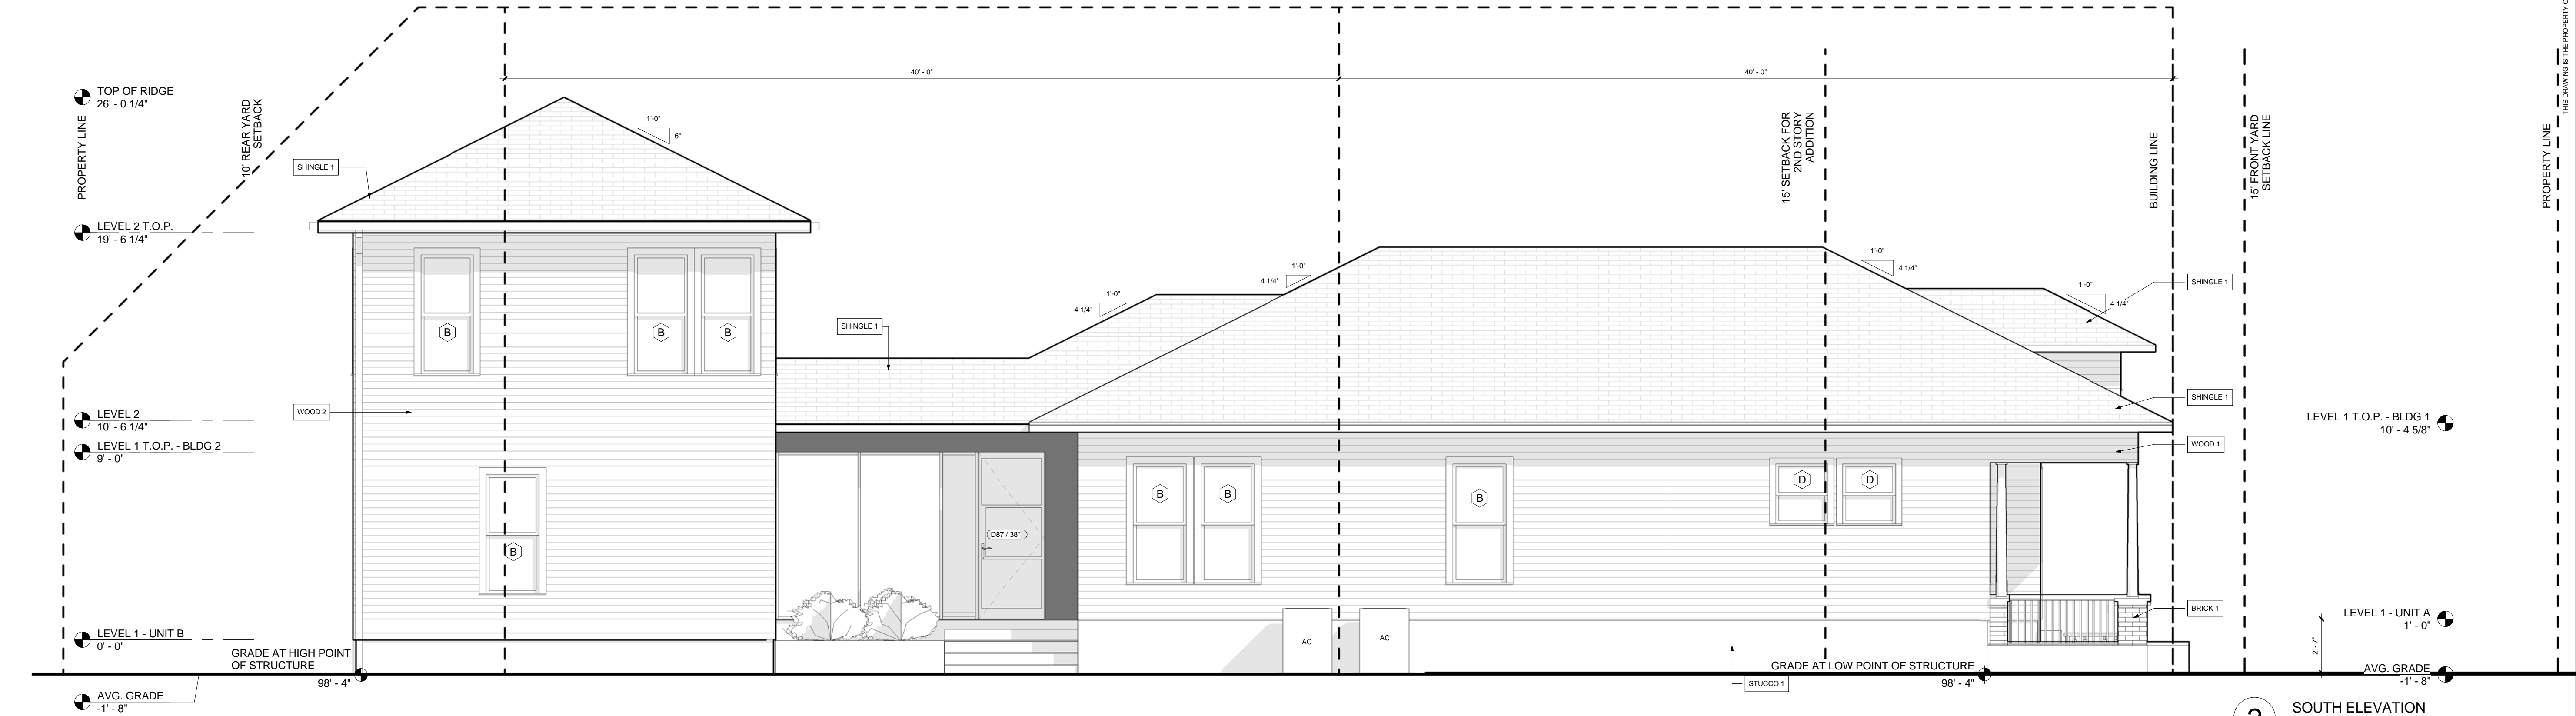 THIS DRAWING IS THE PROPERTY O
40' - 0"
40' - 0"
TOP OF RIDGE
26' - 0 1/4"
PROPERTY LINE
10' REAR YARD
SETBACK
1'-0"
6"
SHINGLE 1
15' SETBACK FOR
2ND STORY
ADDITION
BUILDING LINE
15' FRONT YARD
SETBACK LINE
PROPERTY LINE
LEVEL 2 T.O.P.
19' - 6 1/4"
1'-0"
4 1/4"
1'-0"
4 1/4"
1'-0"
4 1/4"
1'-0"
4 1/4"
SHINGLE 1
SHINGLE 1
B
B
B
WOOD 2
SHINGLE 1
LEVEL 2
10' - 6 1/4"
LEVEL 1 T.O.P. - BLDG 1
10' - 4 5/8"
LEVEL 1 T.O.P. - BLDG 2
9' - 0"
WOOD 1
B
B
B
D
D
D87 / 38"
B
BRICK 1
LEVEL 1 - UNIT A
1' - 0"
LEVEL 1 - UNIT B
0' - 0"
AC
AC
2' - 7"
GRADE AT HIGH POINT
OF STRUCTURE
98' - 4"
GRADE AT LOW POINT OF STRUCTURE
98' - 4"
STUCCO 1
AVG. GRADE
-1' - 8"
AVG. GRADE
-1' - 8"
SOUTH ELEVATION